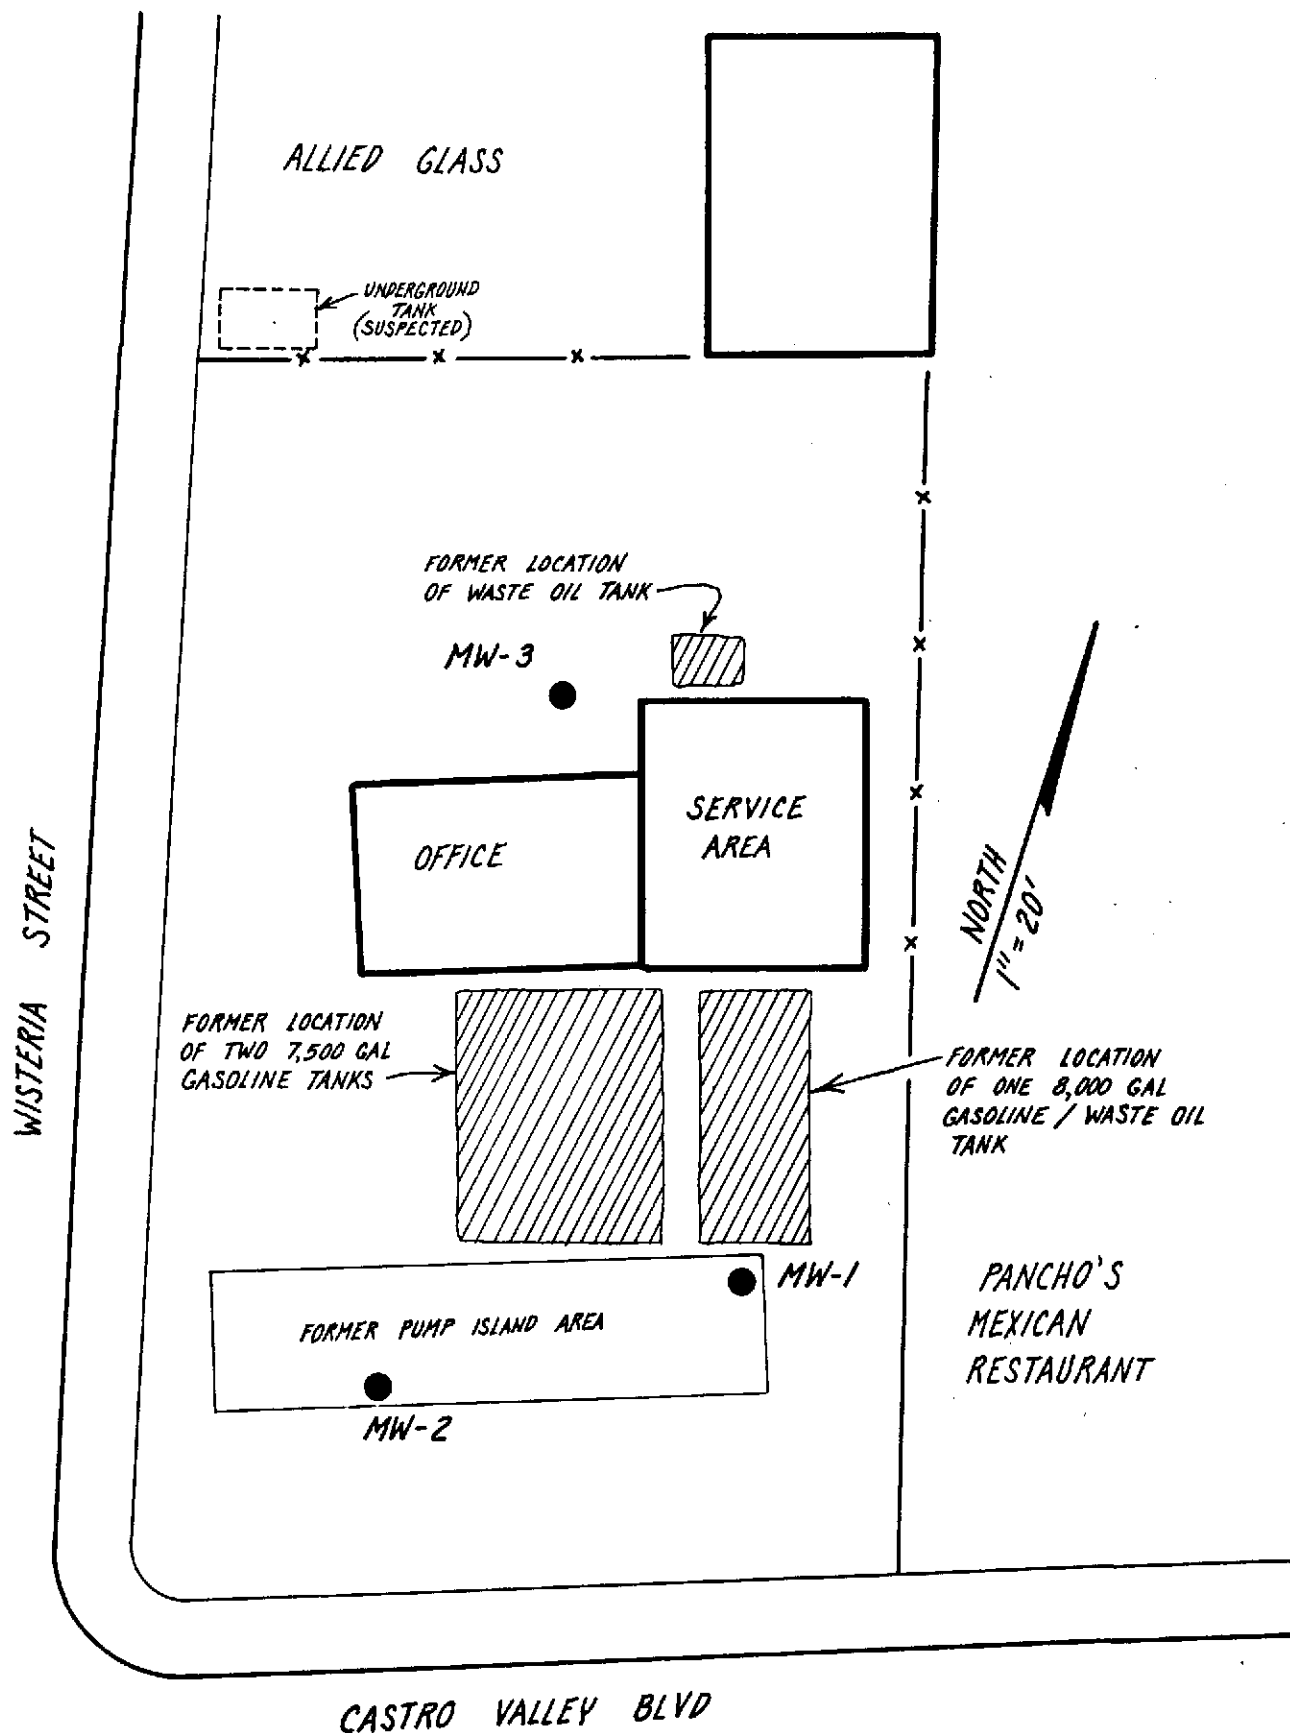 ALLIED GLASS
UNDERGROUND
TANK
(SUSPECTED)
FORMER LOCATION
OF WASTE OIL TANK
MW-3
OFFICE
SERVICE
AREA
NORTH
1" = 20'
WISTERIA STREET
FORMER LOCATION
OF TWO 7,500 GAL
GASOLINE TANKS
FORMER LOCATION
OF ONE 8,000 GAL
GASOLINE / WASTE OIL
TANK
MW-1
FORMER PUMP ISLAND AREA
MW-2
PANCHO'S
MEXICAN
RESTAURANT
CASTRO VALLEY BLVD